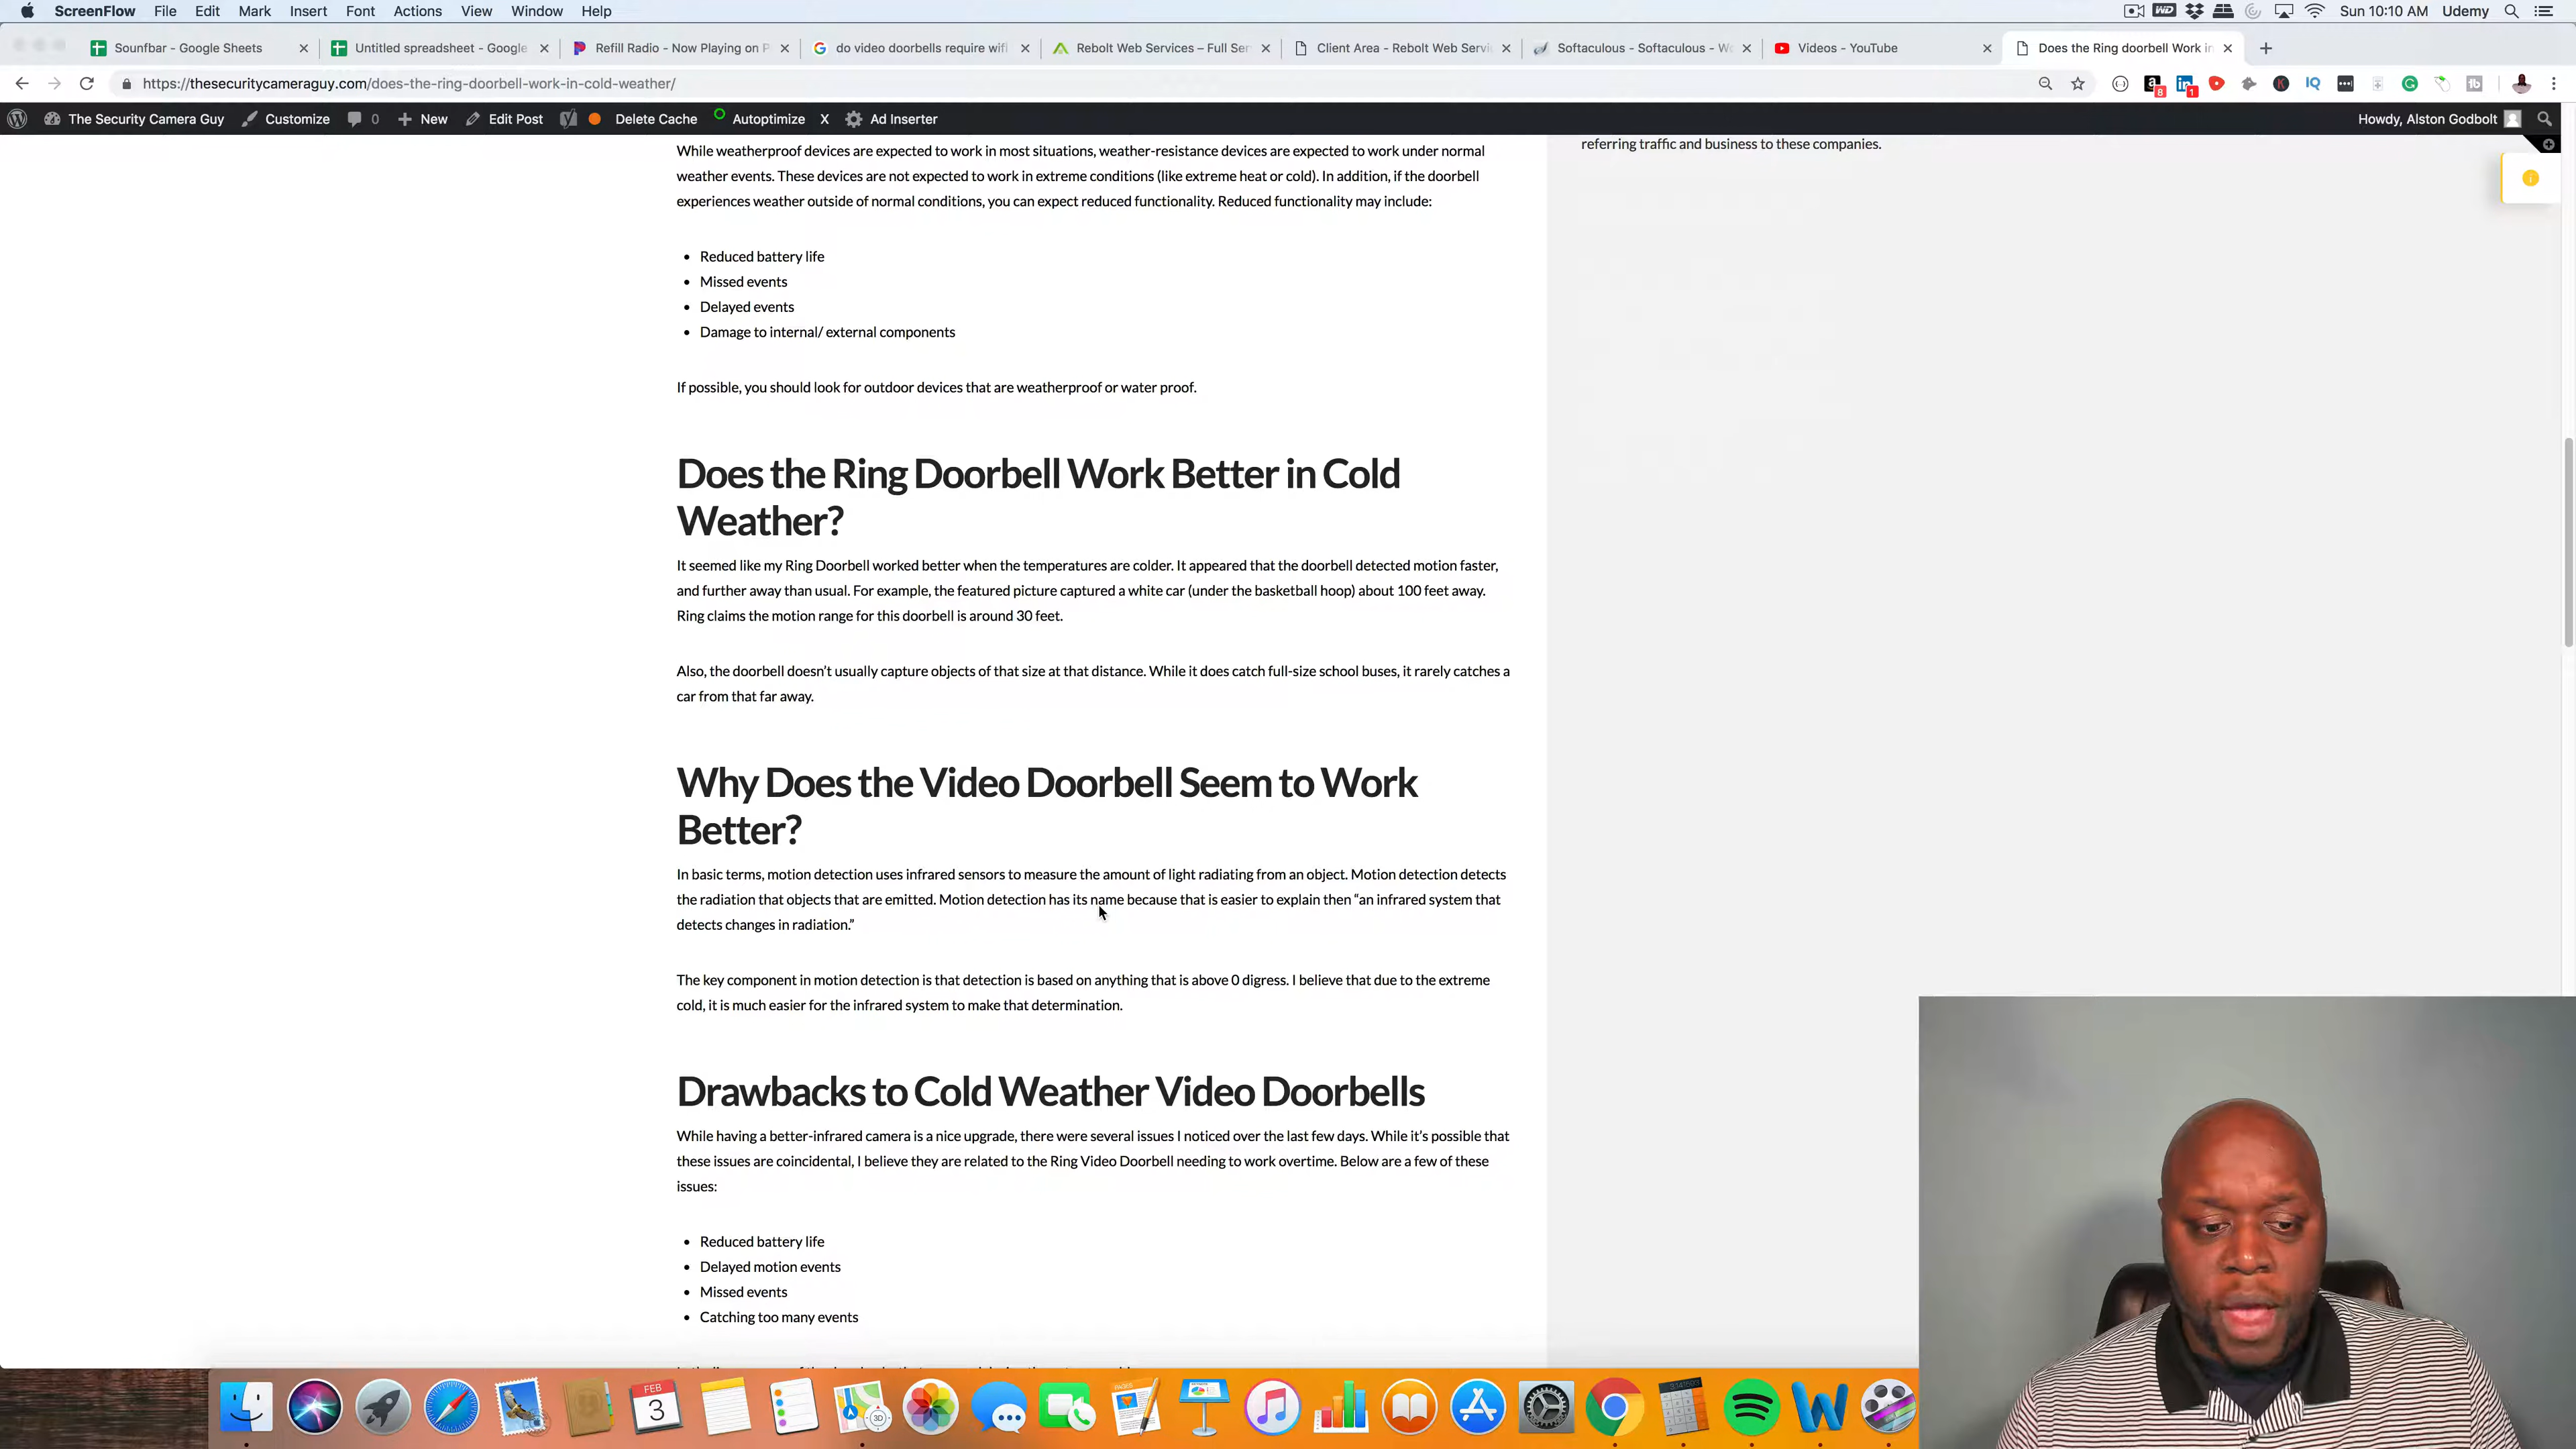 ScreenFlow File Edit Mark Insert Font Actions View Window Help WD Sun 10:10 AM Udemy
Sounfbar - Google Sheets Untitled spreadsheet - Google Refill Radio - Now Playing on P do video doorbells require wifi Rebolt Web Services – Full Ser Client Area - Rebolt Web Servic Softaculous - Softaculous - Wo Videos - YouTube Does the Ring doorbell Work in
https://thesecuritycameraguy.com/does-the-ring-doorbell-work-in-cold-weather/
The Security Camera Guy Customize 0 New Edit Post Delete Cache Autoptimize X Ad Inserter Howdy, Alston Godbolt
referring traffic and business to these companies.
While weatherproof devices are expected to work in most situations, weather-resistance devices are expected to work under normal
weather events. These devices are not expected to work in extreme conditions (like extreme heat or cold). In addition, if the doorbell
experiences weather outside of normal conditions, you can expect reduced functionality. Reduced functionality may include:
Reduced battery life
Missed events
Delayed events
Damage to internal/ external components
If possible, you should look for outdoor devices that are weatherproof or water proof.
Does the Ring Doorbell Work Better in Cold
Weather?
It seemed like my Ring Doorbell worked better when the temperatures are colder. It appeared that the doorbell detected motion faster,
and further away than usual. For example, the featured picture captured a white car (under the basketball hoop) about 100 feet away.
Ring claims the motion range for this doorbell is around 30 feet.
Also, the doorbell doesn't usually capture objects of that size at that distance. While it does catch full-size school buses, it rarely catches a
car from that far away.
Why Does the Video Doorbell Seem to Work
Better?
In basic terms, motion detection uses infrared sensors to measure the amount of light radiating from an object. Motion detection detects
the radiation that objects that are emitted. Motion detection has its name because that is easier to explain then “an infrared system that
detects changes in radiation.”
The key component in motion detection is that detection is based on anything that is above 0 digress. I believe that due to the extreme
cold, it is much easier for the infrared system to make that determination.
Drawbacks to Cold Weather Video Doorbells
While having a better-infrared camera is a nice upgrade, there were several issues I noticed over the last few days. While it's possible that
these issues are coincidental, I believe they are related to the Ring Video Doorbell needing to work overtime. Below are a few of these
issues:
Reduced battery life
Delayed motion events
Missed events
Catching too many events
FEB
3
3D